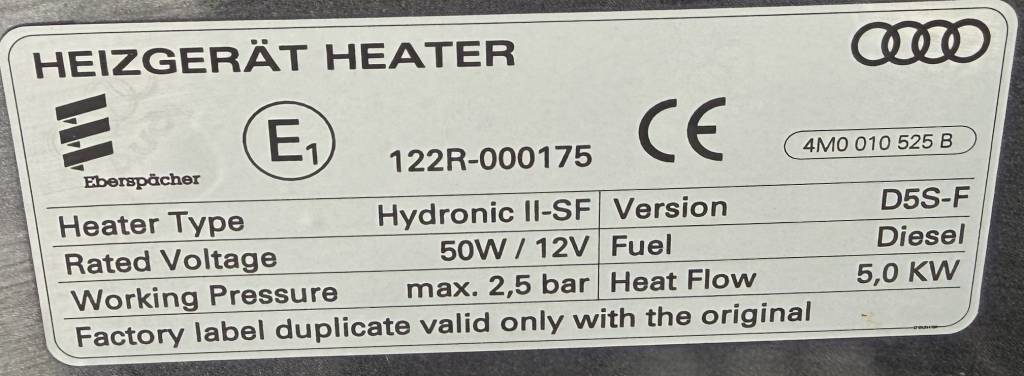 HEIZGERÄT HEATER
Eberspächer
E1
122R-000175
CE
4M0 010 525 B
Heater Type Hydronic II-SF Version D5S-F
Rated Voltage 50W / 12V Fuel Diesel
Working Pressure max. 2,5 bar Heat Flow 5,0 KW
Factory label duplicate valid only with the original